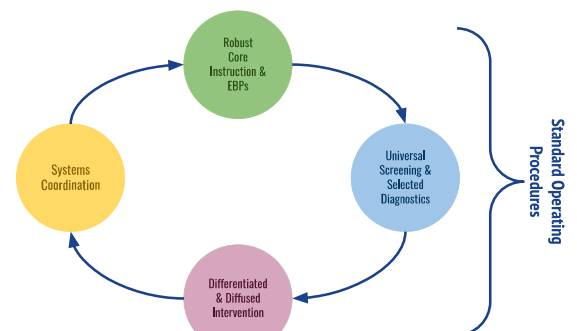 Robust
Core
Instruction &
EBPs
Universal
Screening &
Selected
Diagnostics
Differentiated
& Diffused
Intervention
Systems
Coordination
Standard Operating
Procedures